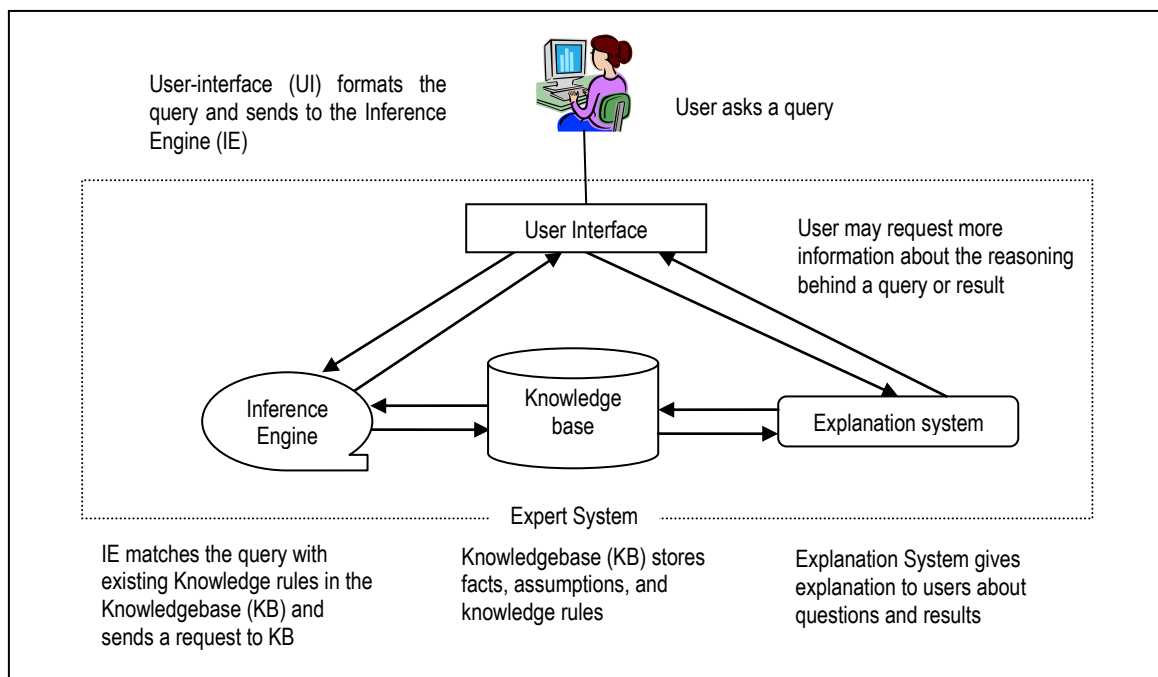 User-interface (UI) formats the
query and sends to the Inference
Engine (IE)
User asks a query
User Interface
User may request more
information about the reasoning
behind a query or result
Inference
Engine
Knowledge
base
Explanation system
Expert System
IE matches the query with
existing Knowledge rules in the
Knowledgebase (KB) and
sends a request to KB
Knowledgebase (KB) stores
facts, assumptions, and
knowledge rules
Explanation System gives
explanation to users about
questions and results